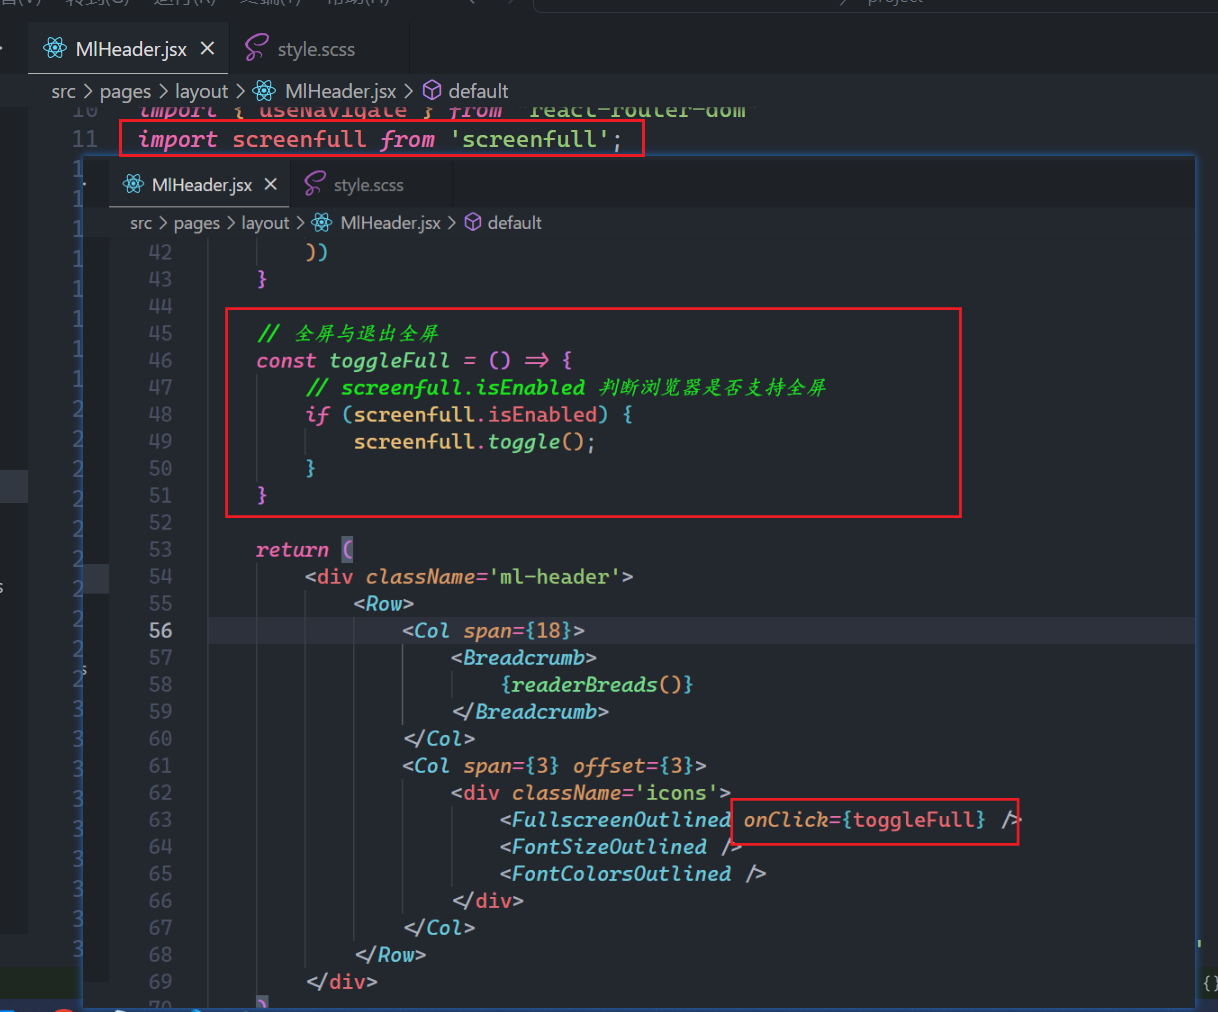 MlHeader.jsx
style.scss
src > pages > layout > MlHeader.jsx > default
10 import { useNavigate } from 'react-router-dom'
11 import screenfull from 'screenfull';
MlHeader.jsx
style.scss
src > pages > layout > MlHeader.jsx > default
42 ))
43 }
44
45 // 全屏与退出全屏
46 const toggleFull = () => {
47 // screenfull.isEnabled 判断浏览器是否支持全屏
48 if (screenfull.isEnabled) {
49 screenfull.toggle();
50 }
51 }
52
53 return (
54 <div className='ml-header'>
55 <Row>
56 <Col span={18}>
57 <Breadcrumb>
58 {readerBreads()}
59 </Breadcrumb>
60 </Col>
61 <Col span={3} offset={3}>
62 <div className='icons'>
63 <FullscreenOutlined onClick={toggleFull} />
64 <FontSizeOutlined />
65 <FontColorsOutlined />
66 </div>
67 </Col>
68 </Row>
69 </div>
70 )